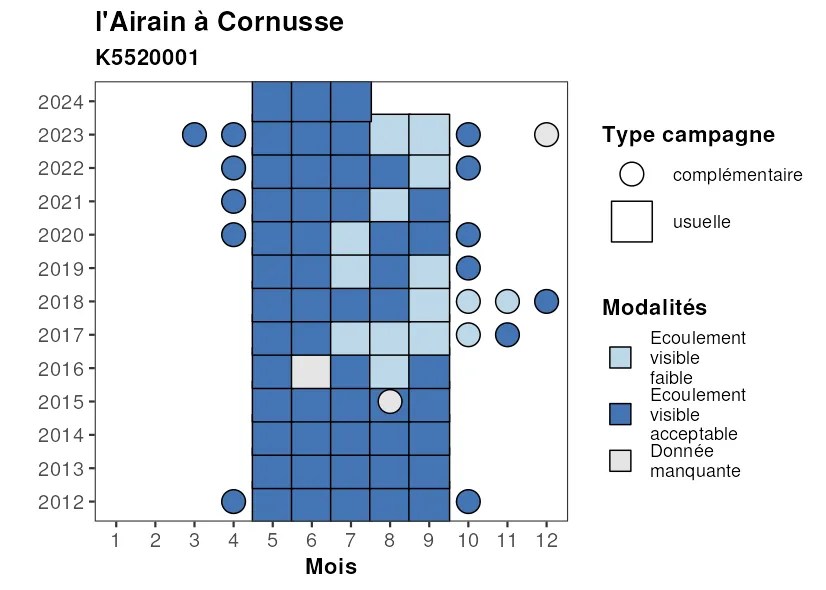 l'Airain à Cornusse
K5520001
2024
2023
2022
2021
2020
2019
2018
2017
2016
2015
2014
2013
2012
1 2 3 4 5 6 7 8 9 10 11 12
Mois
Type campagne
complémentaire
usuelle
Modalités
Ecoulement
visible
faible
Ecoulement
visible
acceptable
Donnée
manquante